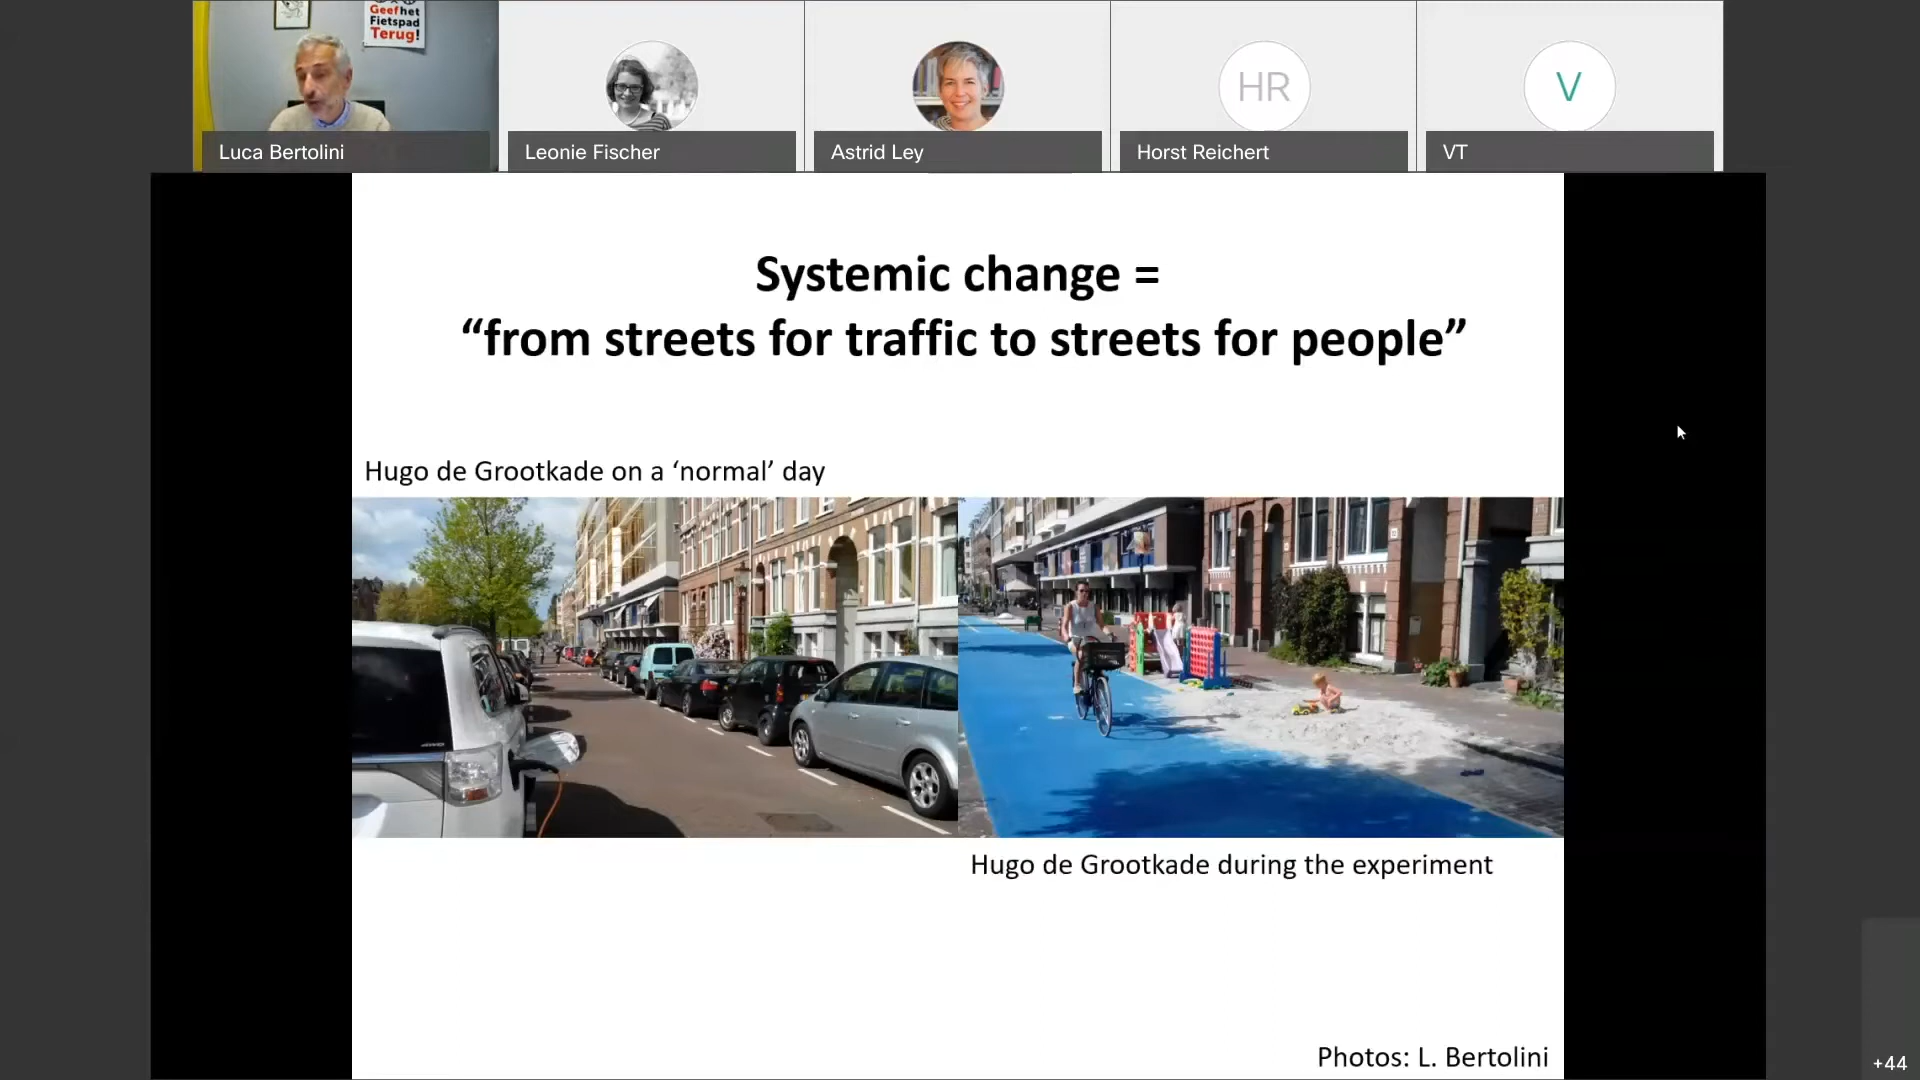 Geef het
Fietspad
Terug!
HR
V
Luca Bertolini
Leonie Fischer
Astrid Ley
Horst Reichert
VT
Systemic change =
“from streets for traffic to streets for people”
Hugo de Grootkade on a ‘normal’ day
Hugo de Grootkade during the experiment
Photos: L. Bertolini
+44